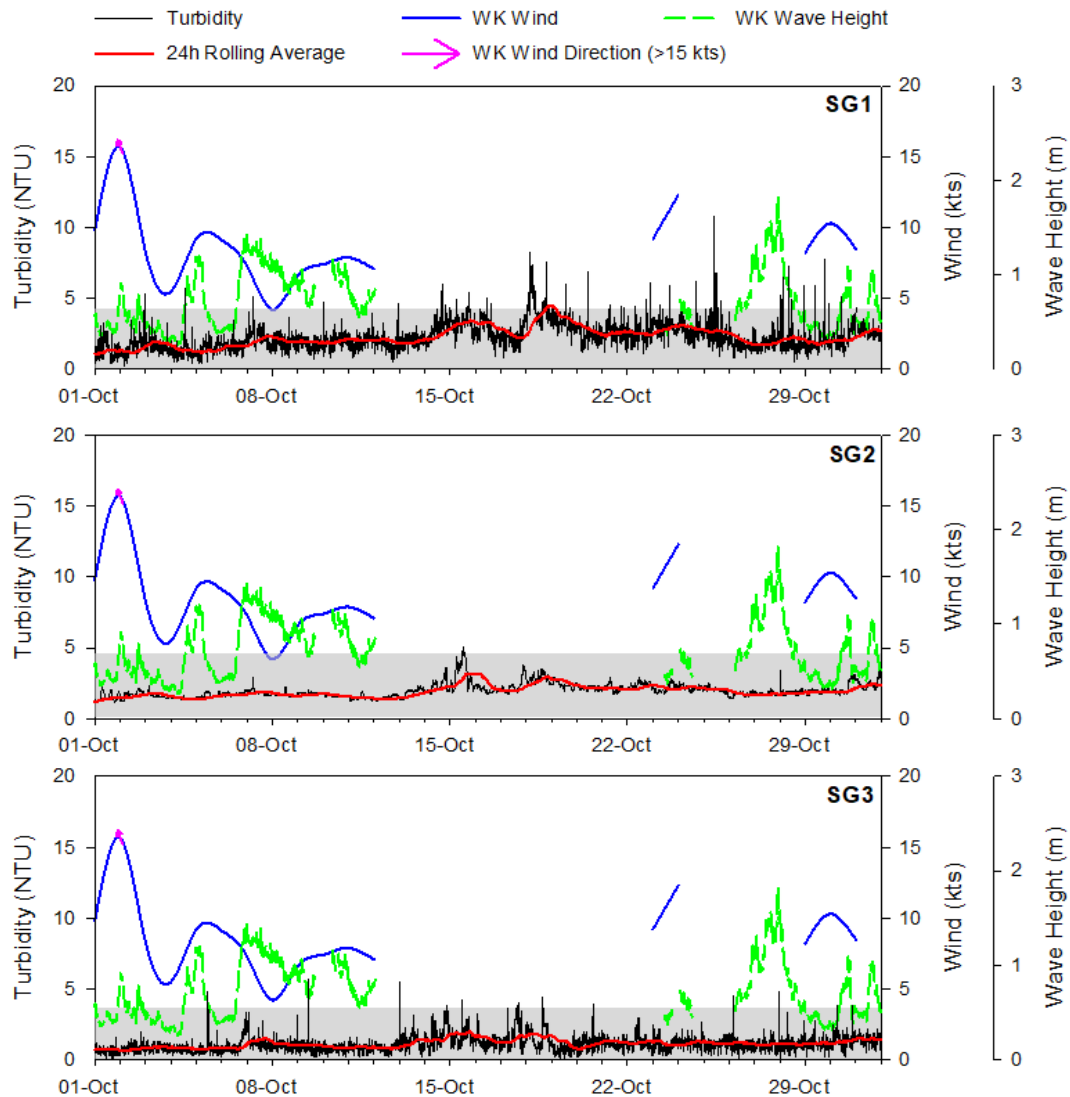 Turbidity WK Wind WK Wave Height
24h Rolling Average WK Wind Direction (>15 kts)
SG1
Turbidity (NTU)
20
15
10
5
0
Wind (kts)
20
15
10
5
0
Wave Height (m)
3
2
1
0
01-Oct 08-Oct 15-Oct 22-Oct 29-Oct
SG2
Turbidity (NTU)
20
15
10
5
0
Wind (kts)
20
15
10
5
0
Wave Height (m)
3
2
1
0
01-Oct 08-Oct 15-Oct 22-Oct 29-Oct
SG3
Turbidity (NTU)
20
15
10
5
0
Wind (kts)
20
15
10
5
0
Wave Height (m)
3
2
1
0
01-Oct 08-Oct 15-Oct 22-Oct 29-Oct